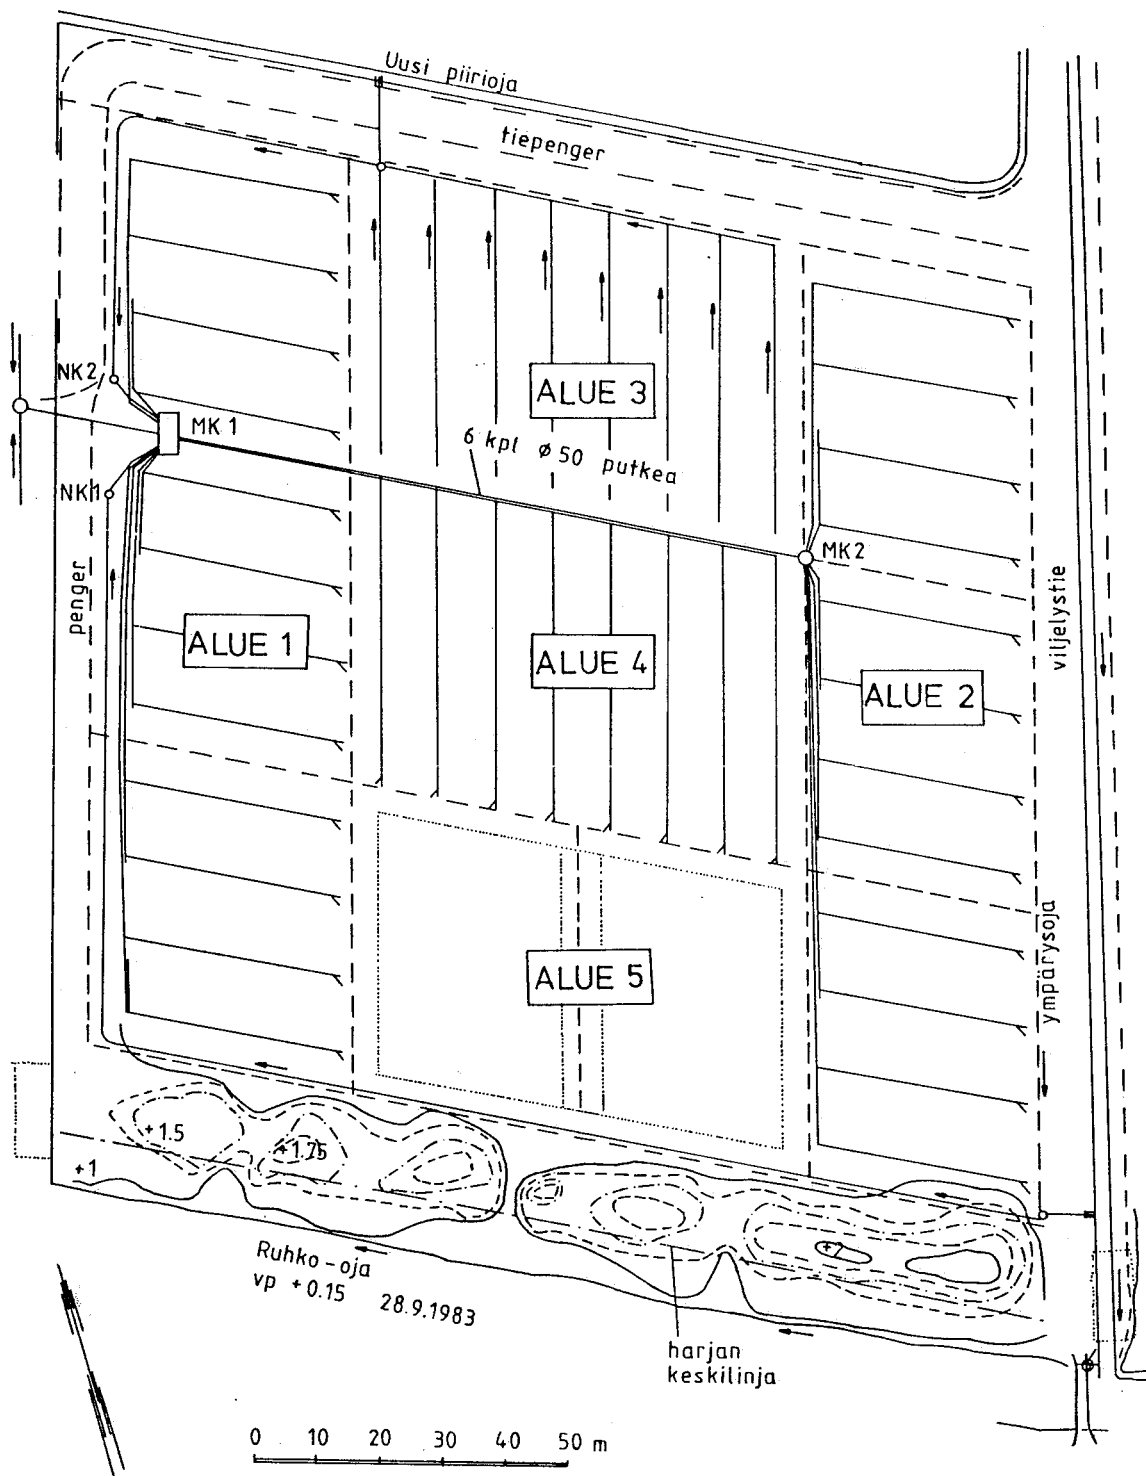 Uusi piirioja
tiepenger
NK2
MK 1
ALUE 3
6 kpl ø 50 putkea
NK1
MK2
penger
viljelystie
ALUE 1
ALUE 4
ALUE 2
ympärysoja
ALUE 5
+1.5
+1.75
+1
+2
Ruhko-oja
vp +0.15 28.9.1983
harjan
keskilinja
0 10 20 30 40 50 m